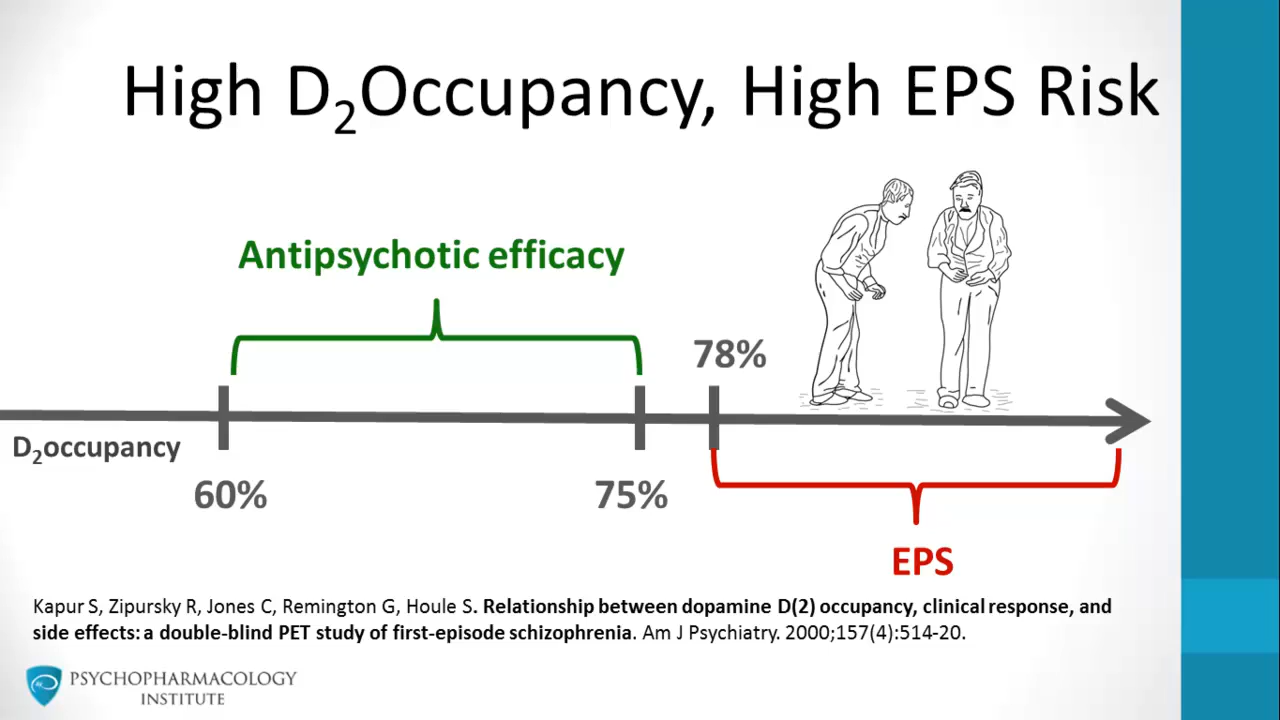 High D₂Occupancy, High EPS Risk
Antipsychotic efficacy
78%
D₂occupancy
60%
75%
EPS
Kapur S, Zipursky R, Jones C, Remington G, Houle S. Relationship between dopamine D(2) occupancy, clinical response, and
side effects: a double-blind PET study of first-episode schizophrenia. Am J Psychiatry. 2000;157(4):514-20.
PSYCHOPHARMACOLOGY
INSTITUTE